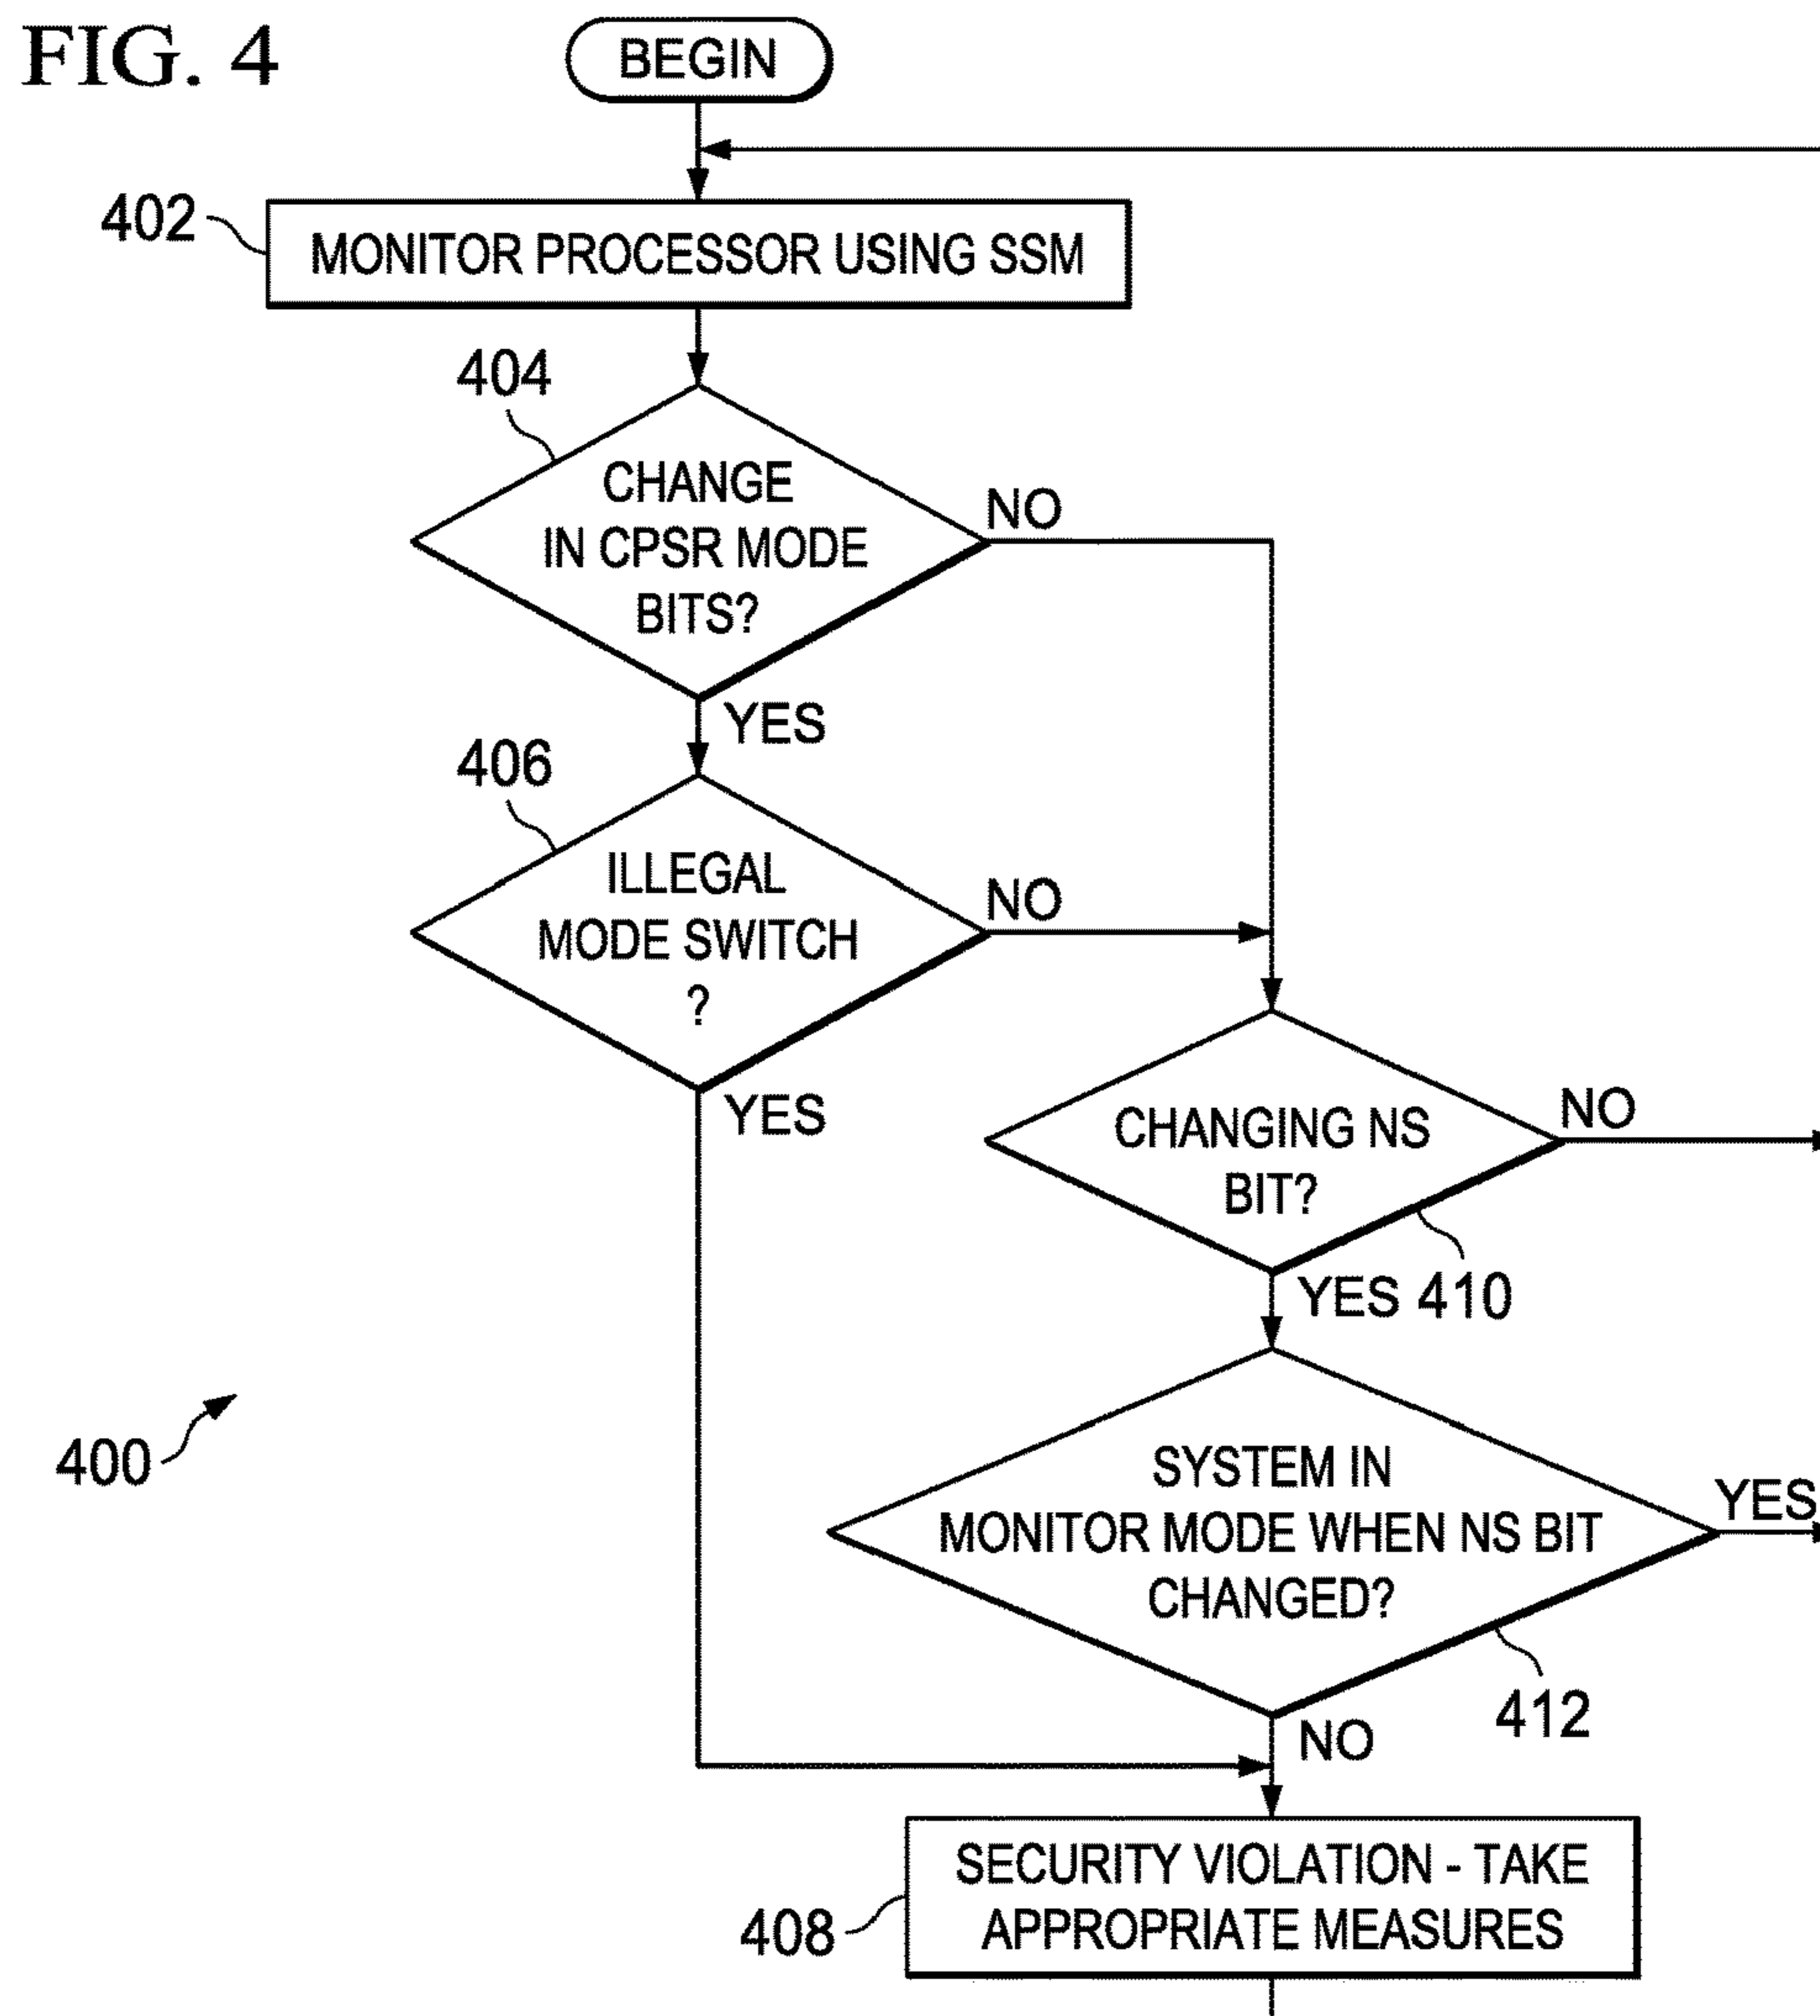 FIG. 4
BEGIN
402
MONITOR PROCESSOR USING SSM
404
CHANGE
IN CPSR MODE
BITS?
NO
YES
406
ILLEGAL
MODE SWITCH
?
NO
YES
CHANGING NS
BIT?
NO
YES 410
400
SYSTEM IN
MONITOR MODE WHEN NS BIT
CHANGED?
YES
412
NO
SECURITY VIOLATION - TAKE
APPROPRIATE MEASURES
408